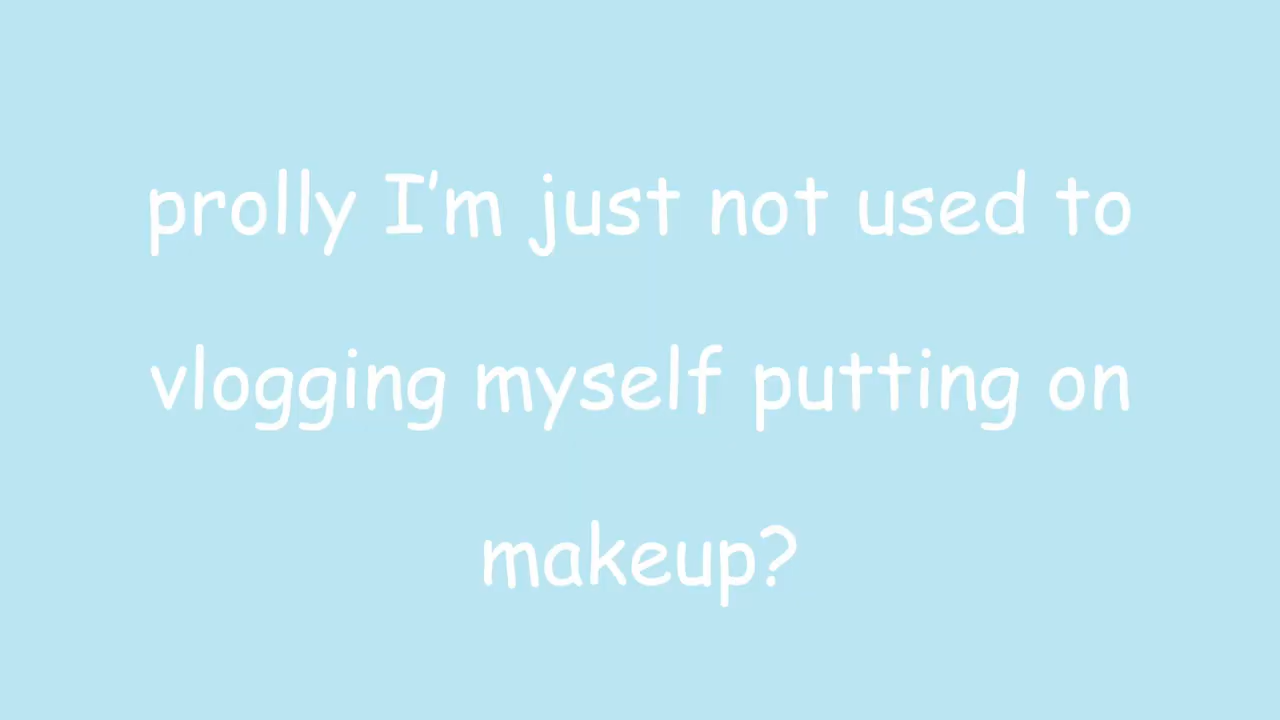 prolly I’m just not used to
vlogging myself putting on
makeup?